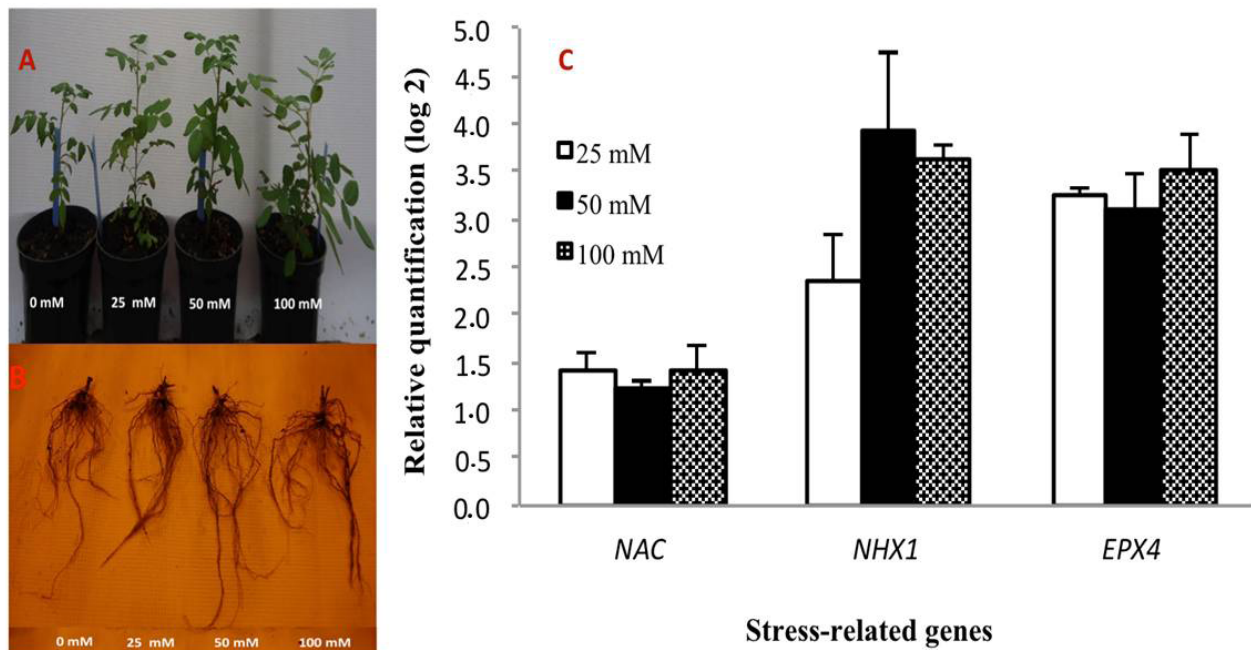 A
0 mM
25 mM
50 mM
100 mM
B
0 mM
25 mM
50 mM
100 mM
C
Relative quantification (log 2)
5.0
4.5
4.0
3.5
3.0
2.5
2.0
1.5
1.0
0.5
0.0
25 mM
50 mM
100 mM
NAC
NHX1
EPX4
Stress-related genes